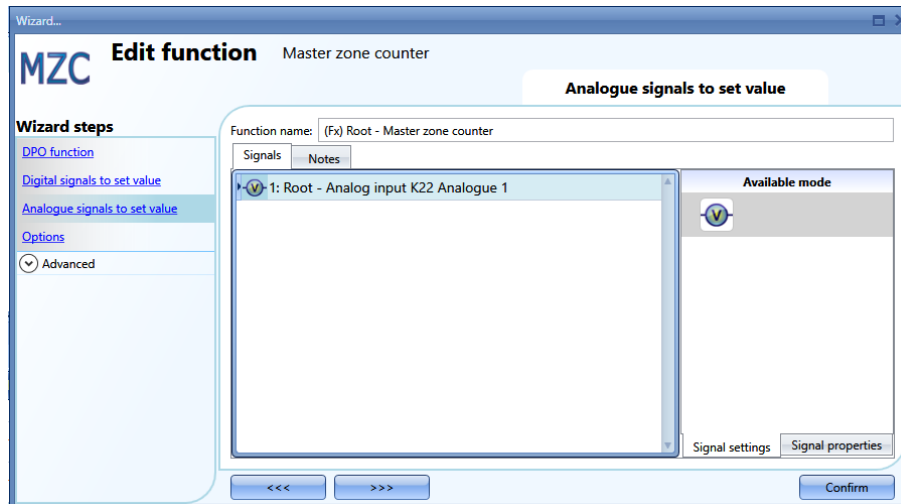 Wizard...
MZC
Edit function
Master zone counter
Analogue signals to set value
Wizard steps
DPO function
Digital signals to set value
Analogue signals to set value
Options
Advanced
Function name: (Fx) Root - Master zone counter
Signals Notes
V 1: Root - Analog input K22 Analogue 1
Available mode
V
Signal settings Signal properties
<<< >>> Confirm